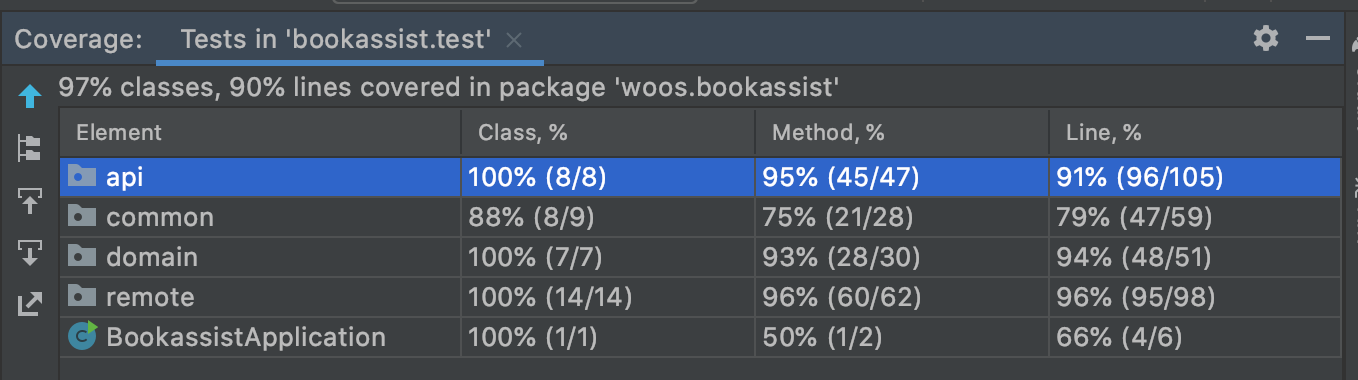 Coverage: Tests in 'bookassist.test'
97% classes, 90% lines covered in package 'woos.bookassist'
Element Class, % Method, % Line, %
api 100% (8/8) 95% (45/47) 91% (96/105)
common 88% (8/9) 75% (21/28) 79% (47/59)
domain 100% (7/7) 93% (28/30) 94% (48/51)
remote 100% (14/14) 96% (60/62) 96% (95/98)
BookassistApplication 100% (1/1) 50% (1/2) 66% (4/6)